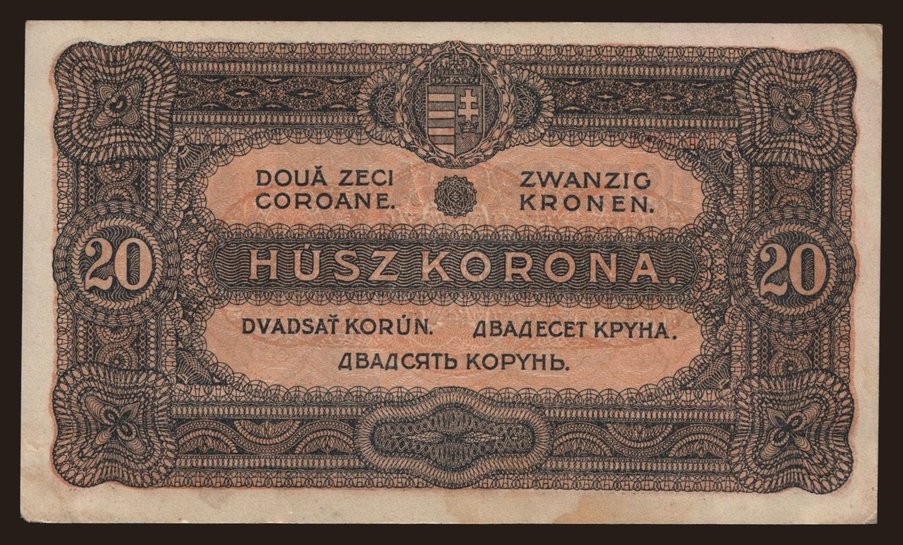 DOUĂ ZECI
COROANE.
ZWANZIG
KRONEN.
20
HÚSZ KORONA.
20
DVADSAŤ KORÚN.
ДВАДЕСЕТ КРУНА.
ДВАДСЯТЬ КОРУНЬ.